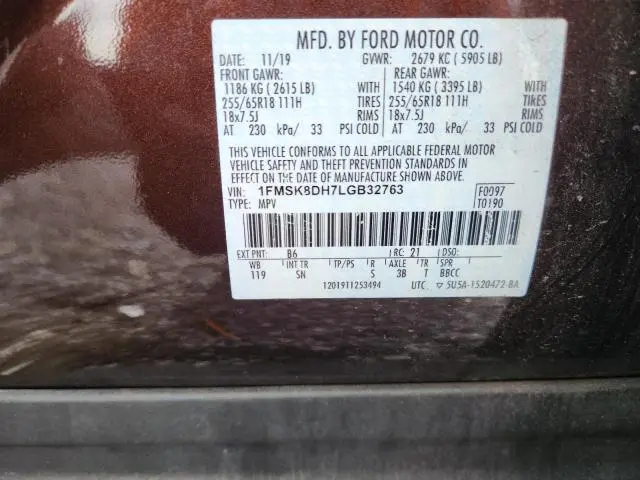 MFD. BY FORD MOTOR CO.
DATE: 11/19 GVWR: 2679 KG ( 5905 LB)
FRONT GAWR: REAR GAWR:
1186 KG ( 2615 LB) WITH 1540 KG ( 3395 LB) WITH
255/65R18 111H TIRES 255/65R18 111H TIRES
18x7.5J RIMS 18x7.5J RIMS
AT 230 kPa/ 33 PSI COLD AT 230 kPa/ 33 PSI COLD
THIS VEHICLE CONFORMS TO ALL APPLICABLE FEDERAL MOTOR
VEHICLE SAFETY AND THEFT PREVENTION STANDARDS IN
EFFECT ON THE DATE OF MANUFACTURE SHOWN ABOVE.
VIN: 1FMSK8DH7LGB32763 F0097
TYPE: MPV T0190
EXT PNT: B6 RC: 21 DSO:
WB INT TR TP/PS R AXLE TR SPR
119 SN S 3B T BBCC
1201911253494 UTC ▽ 5U5A-1520472-BA